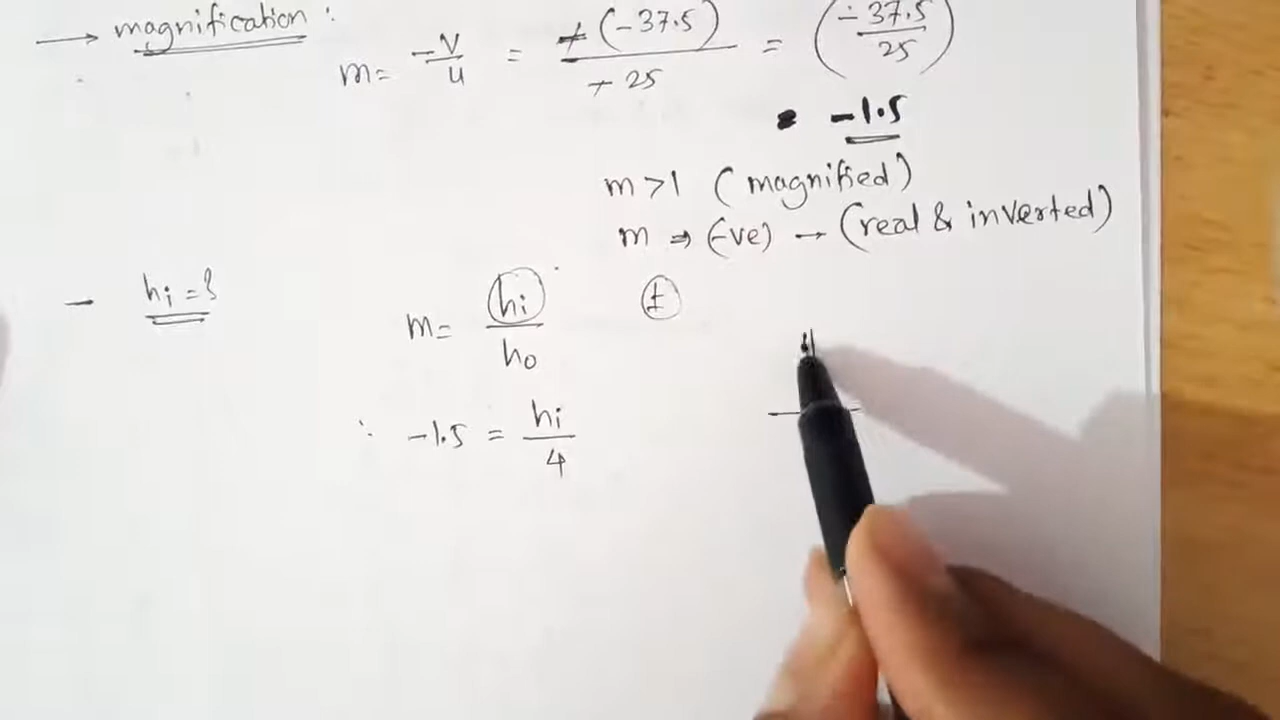 → magnification :
m = -v/u = +(-37.5)/+25 = (-37.5/25)
= -1.5
m>1 (magnified)
m ⇒ (-ve) → (real & inverted)
- hi = ? m = hi/ho ±
∴ -1.5 = hi/4